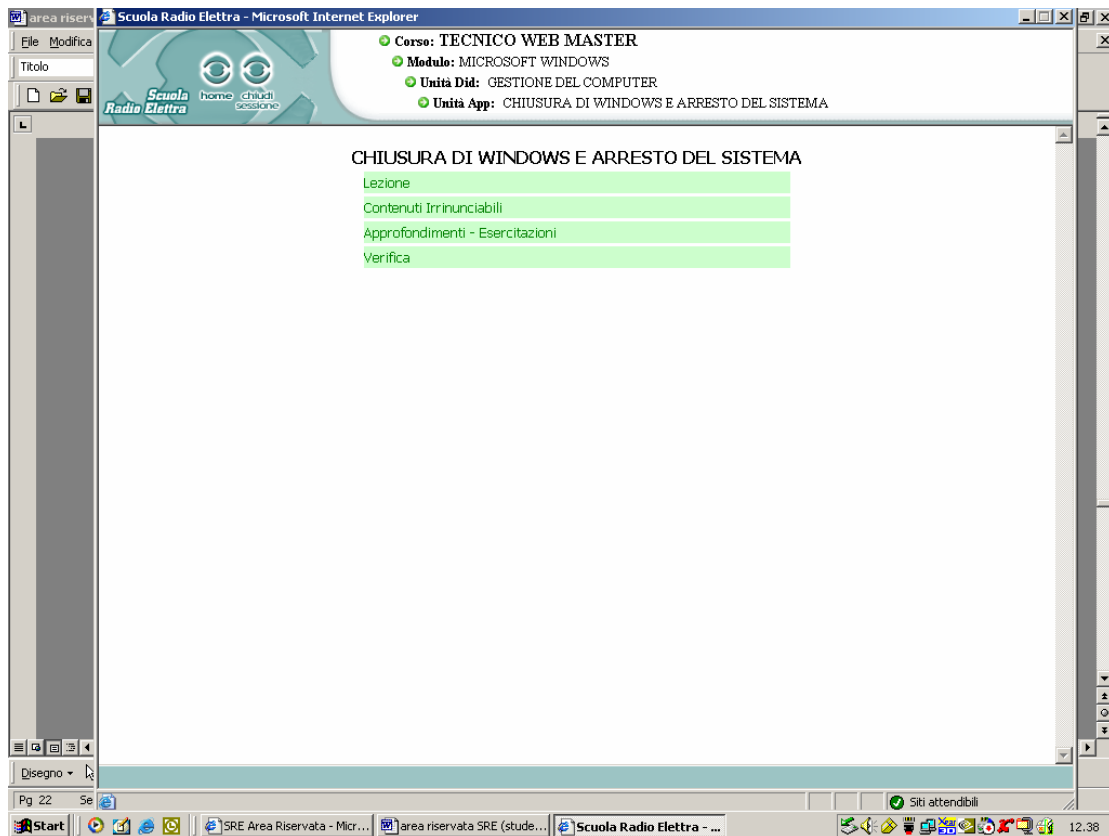 area riserv
Scuola Radio Elettra - Microsoft Internet Explorer
File Modifica
Titolo
Scuola
Radio Elettra
home
chiudi
sessione
Corso: TECNICO WEB MASTER
Modulo: MICROSOFT WINDOWS
Unità Did: GESTIONE DEL COMPUTER
Unità App: CHIUSURA DI WINDOWS E ARRESTO DEL SISTEMA
L
CHIUSURA DI WINDOWS E ARRESTO DEL SISTEMA
Lezione
Contenuti Irrinunciabili
Approfondimenti - Esercitazioni
Verifica
Disegno
Pg 22 Se
Siti attendibili
Start
SRE Area Riservata - Micr...
area riservata SRE (stude...
Scuola Radio Elettra - ...
12.38